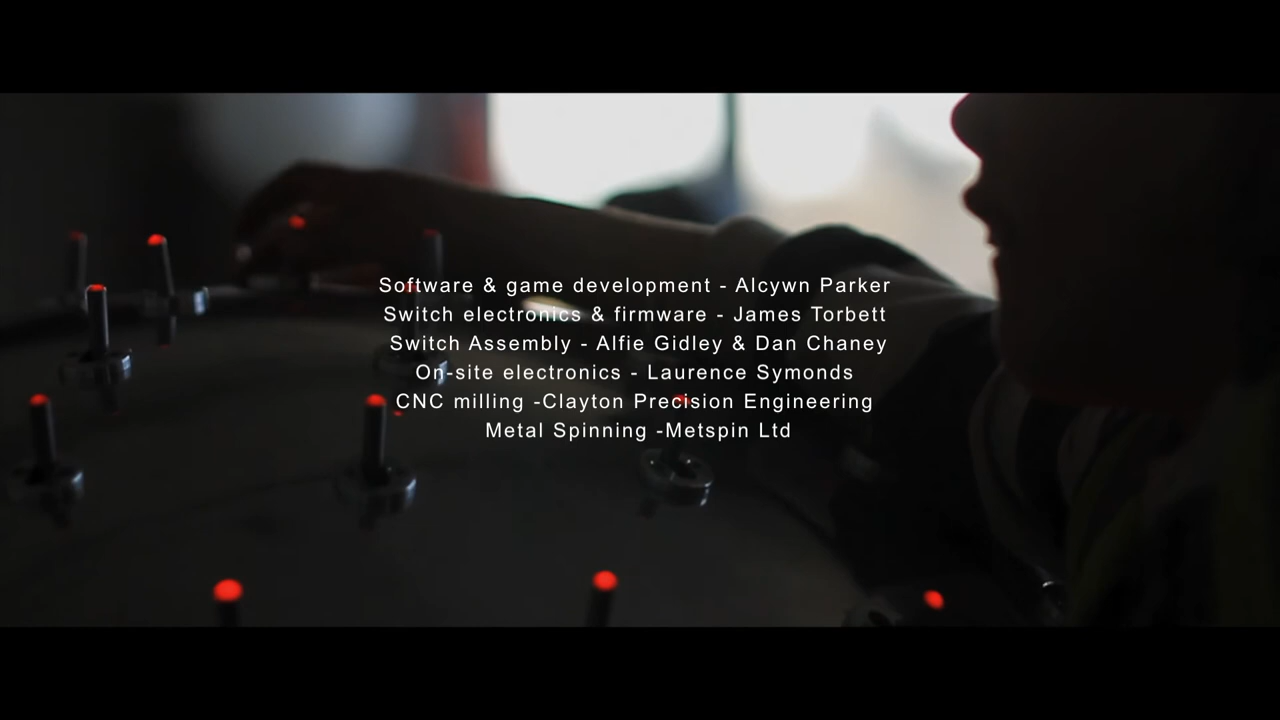 Software & game development - Alcywn Parker
Switch electronics & firmware - James Torbett
Switch Assembly - Alfie Gidley & Dan Chaney
On-site electronics - Laurence Symonds
CNC milling -Clayton Precision Engineering
Metal Spinning -Metspin Ltd